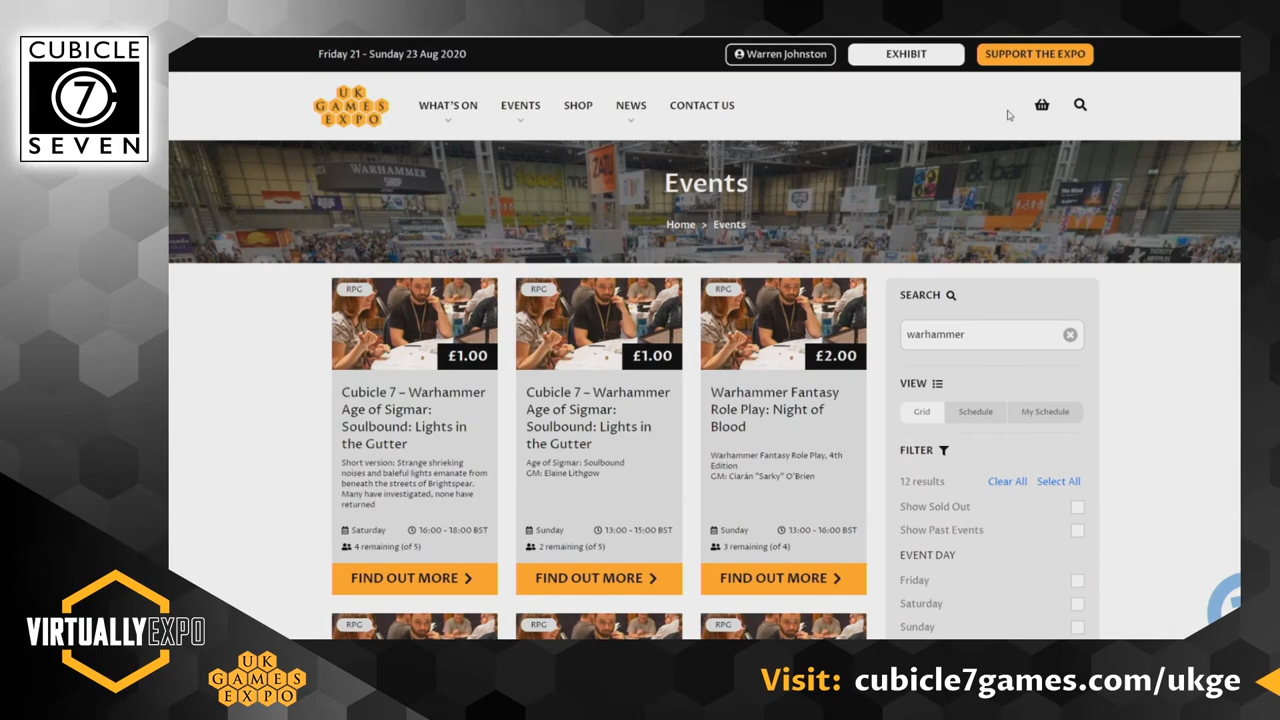 CUBICLE
7
SEVEN
Friday 21 - Sunday 23 Aug 2020
Warren Johnston
EXHIBIT
SUPPORT THE EXPO
UK
GAMES
EXPO
WHAT'S ON
EVENTS
SHOP
NEWS
CONTACT US
WARHAMMER
ZATU
Events
Home > Events
RPG
£1.00
Cubicle 7 – Warhammer
Age of Sigmar:
Soulbound: Lights in
the Gutter
Short version: Strange shrieking
noises and baleful lights emanate from
beneath the streets of Brightspear.
Many have investigated, none have
returned
Saturday
16:00 - 18:00 BST
4 remaining (of 5)
FIND OUT MORE
RPG
£1.00
Cubicle 7 – Warhammer
Age of Sigmar:
Soulbound: Lights in
the Gutter
Age of Sigmar: Soulbound
GM: Elaine Lithgow
Sunday
13:00 - 15:00 BST
2 remaining (of 5)
FIND OUT MORE
RPG
£2.00
Warhammer Fantasy
Role Play: Night of
Blood
Warhammer Fantasy Role Play, 4th
Edition
GM: Ciarán "Sarky" O'Brien
Sunday
13:00 - 16:00 BST
3 remaining (of 4)
FIND OUT MORE
RPG
RPG
RPG
SEARCH
warhammer
VIEW
Grid
Schedule
My Schedule
FILTER
12 results
Clear All
Select All
Show Sold Out
Show Past Events
EVENT DAY
Friday
Saturday
Sunday
VIRTUALLYEXPO
UK
GAMES
EXPO
Visit: cubicle7games.com/ukge